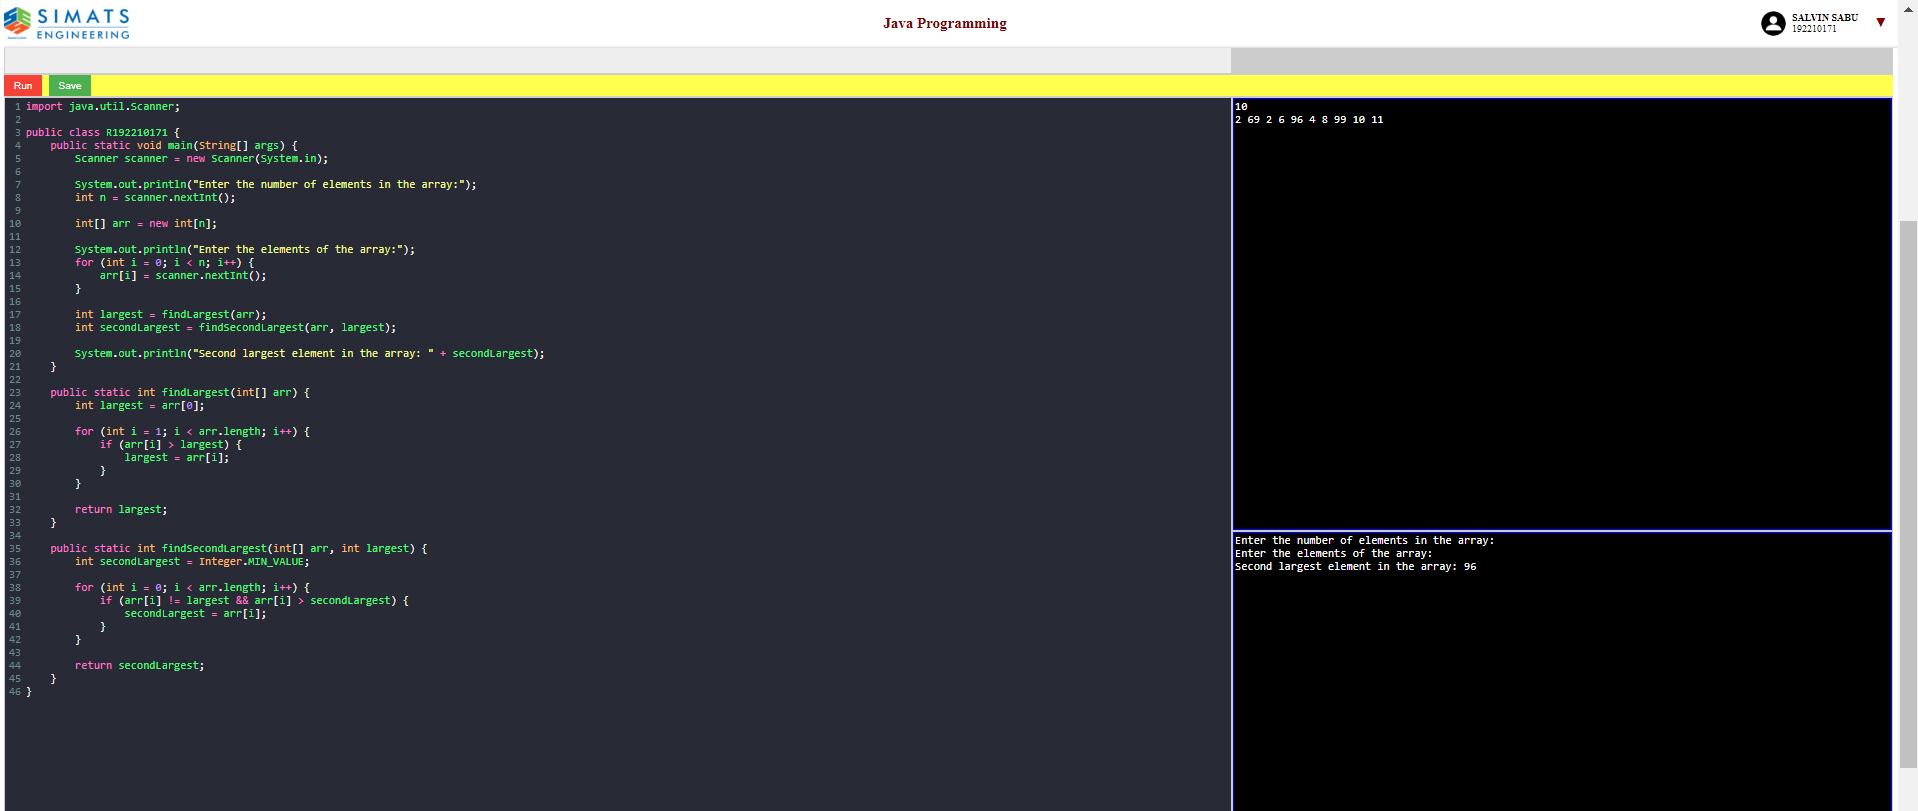 SIMATS
ENGINEERING
Java Programming
SALVIN SABU
192210171
Run Save
1 import java.util.Scanner;
2
3 public class R192210171 {
4     public static void main(String[] args) {
5         Scanner scanner = new Scanner(System.in);
6
7         System.out.println("Enter the number of elements in the array:");
8         int n = scanner.nextInt();
9
10         int[] arr = new int[n];
11
12         System.out.println("Enter the elements of the array:");
13         for (int i = 0; i < n; i++) {
14             arr[i] = scanner.nextInt();
15         }
16
17         int largest = findLargest(arr);
18         int secondLargest = findSecondLargest(arr, largest);
19
20         System.out.println("Second largest element in the array: " + secondLargest);
21     }
22
23     public static int findLargest(int[] arr) {
24         int largest = arr[0];
25
26         for (int i = 1; i < arr.length; i++) {
27             if (arr[i] > largest) {
28                 largest = arr[i];
29             }
30         }
31
32         return largest;
33     }
34
35     public static int findSecondLargest(int[] arr, int largest) {
36         int secondLargest = Integer.MIN_VALUE;
37
38         for (int i = 0; i < arr.length; i++) {
39             if (arr[i] != largest && arr[i] > secondLargest) {
40                 secondLargest = arr[i];
41             }
42         }
43
44         return secondLargest;
45     }
46 }
10
2 69 2 6 96 4 8 99 10 11
Enter the number of elements in the array:
Enter the elements of the array:
Second largest element in the array: 96